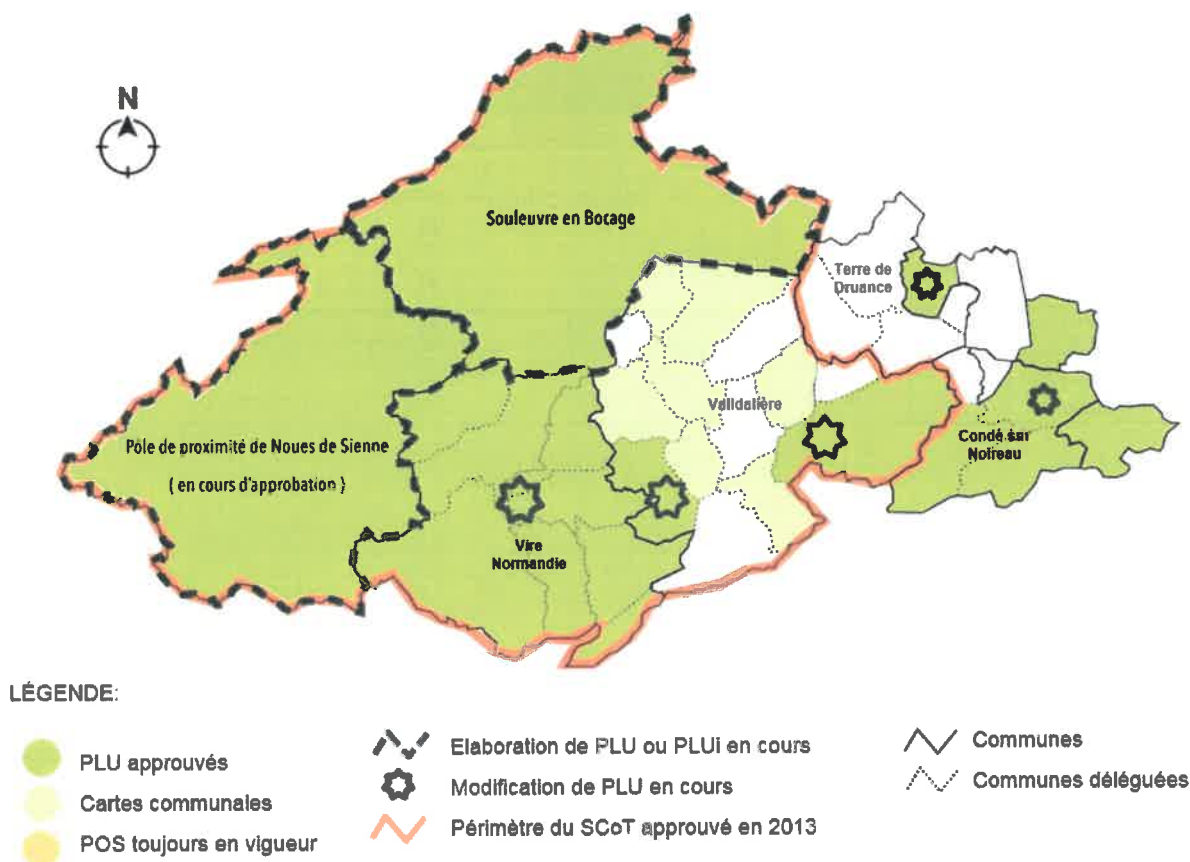 N
Souleuvre en Bocage
Terre de
Druance
Valdalière
Pôle de proximité de Noues de Sienne
( en cours d'approbation )
Condé sur
Noireau
Vire
Normandie
LÉGENDE:
PLU approuvés
Cartes communales
POS toujours en vigueur
Elaboration de PLU ou PLUi en cours
Modification de PLU en cours
Périmètre du SCoT approuvé en 2013
Communes
Communes déléguées